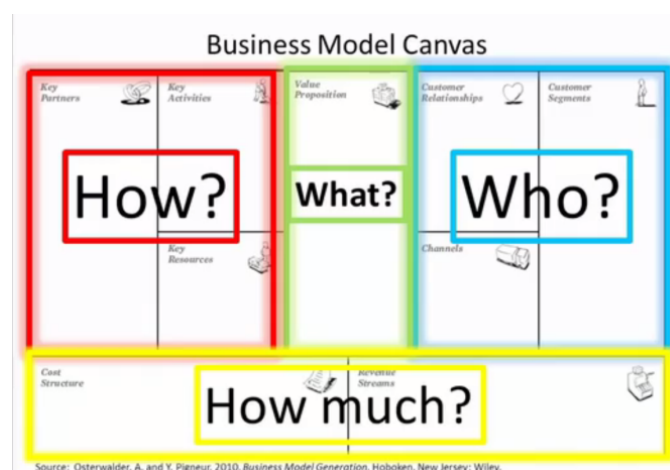 Business Model Canvas
Key
Partners
Key
Activities
Value
Proposition
Customer
Relationships
Customer
Segments
How?
What?
Who?
Key
Resources
Channels
Cost
Structure
Revenue
Streams
How much?
Source: Osterwalder, A. and Y. Pigneur, 2010. Business Model Generation. Hoboken, New Jersey: Wiley.